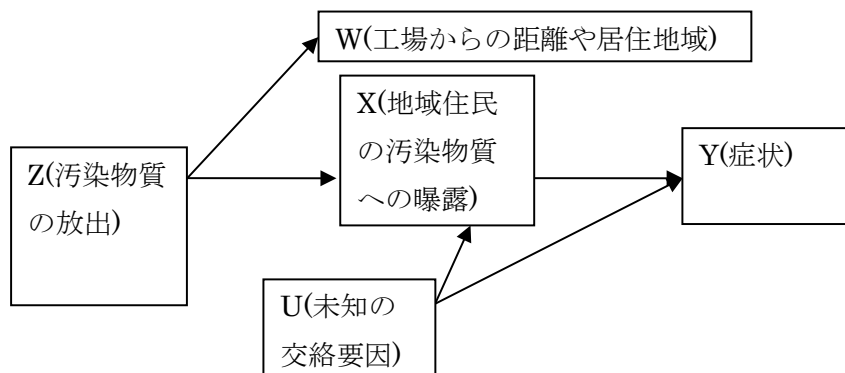 W(工場からの距離や居住地域)
X(地域住民
の汚染物質
への曝露)
Z(汚染物質
の放出)
Y(症状)
U(未知の
交絡要因)